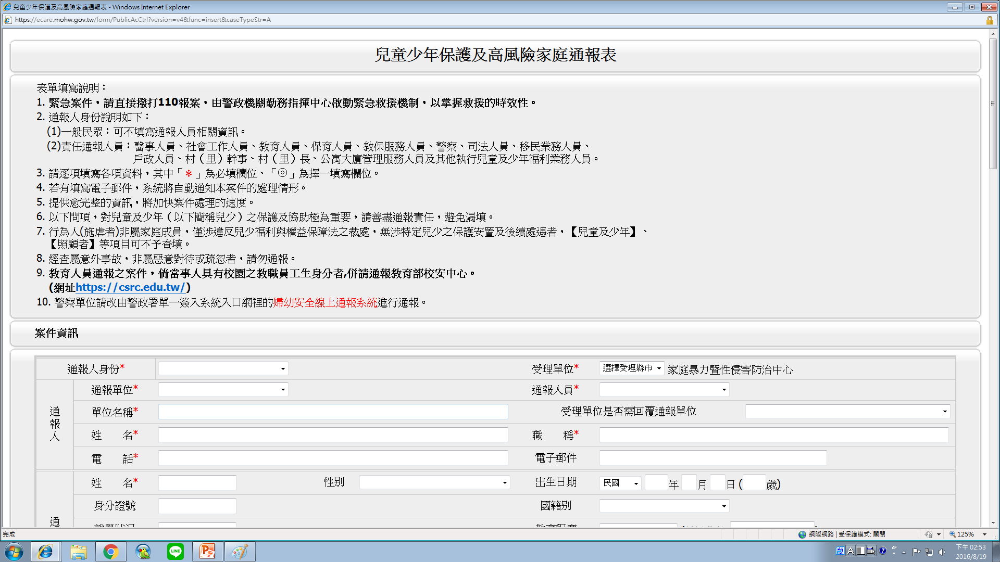 兒童少年保護及高風險家庭通報表 - Windows Internet Explorer
https://ecare.mohw.gov.tw/form/PublicAcCtrl?version=v4&func=insert&caseTypeStr=A
兒童少年保護及高風險家庭通報表
表單填寫說明：
1. 緊急案件，請直接撥打110報案，由警政機關勤務指揮中心啟動緊急救援機制，以掌握救援的時效性。
2. 通報人身份說明如下：
(1)一般民眾：可不填寫通報人員相關資訊。
(2)責任通報人員：醫事人員、社會工作人員、教育人員、保育人員、教保服務人員、警察、司法人員、移民業務人員、
戶政人員、村（里）幹事、村（里）長、公寓大廈管理服務人員及其他執行兒童及少年福利業務人員。
3. 請逐項填寫各項資料，其中「＊」為必填欄位、「◎」為擇一填寫欄位。
4. 若有填寫電子郵件，系統將自動通知本案件的處理情形。
5. 提供愈完整的資訊，將加快案件處理的速度。
6. 以下問項，對兒童及少年（以下簡稱兒少）之保護及協助極為重要，請善盡通報責任，避免漏填。
7. 行為人(施虐者)非屬家庭成員，僅涉違反兒少福利與權益保障法之裁處，無涉特定兒少之保護安置及後續處遇者，【兒童及少年】、
【照顧者】等項目可不予查填。
8. 經查屬意外事故，非屬惡意對待或疏忽者，請勿通報。
9. 教育人員通報之案件，倘當事人具有校園之教職員工生身分者,併請通報教育部校安中心。
(網址https://csrc.edu.tw/)
10. 警察單位請改由警政署單一簽入系統入口網裡的婦幼安全線上通報系統進行通報。
案件資訊
通報人身份* 受理單位* 選擇受理縣市 家庭暴力暨性侵害防治中心
通報人
通報單位* 通報人員*
單位名稱* 受理單位是否需回覆通報單位
姓 名* 職 稱*
電 話* 電子郵件
姓 名* 性別 出生日期 民國 年 月 日 ( 歲)
身分證號 國籍別
通
就學狀況 教育程度
完成 網際網路 | 受保護模式: 關閉 125%
LINE
下午 02:53
2016/8/19